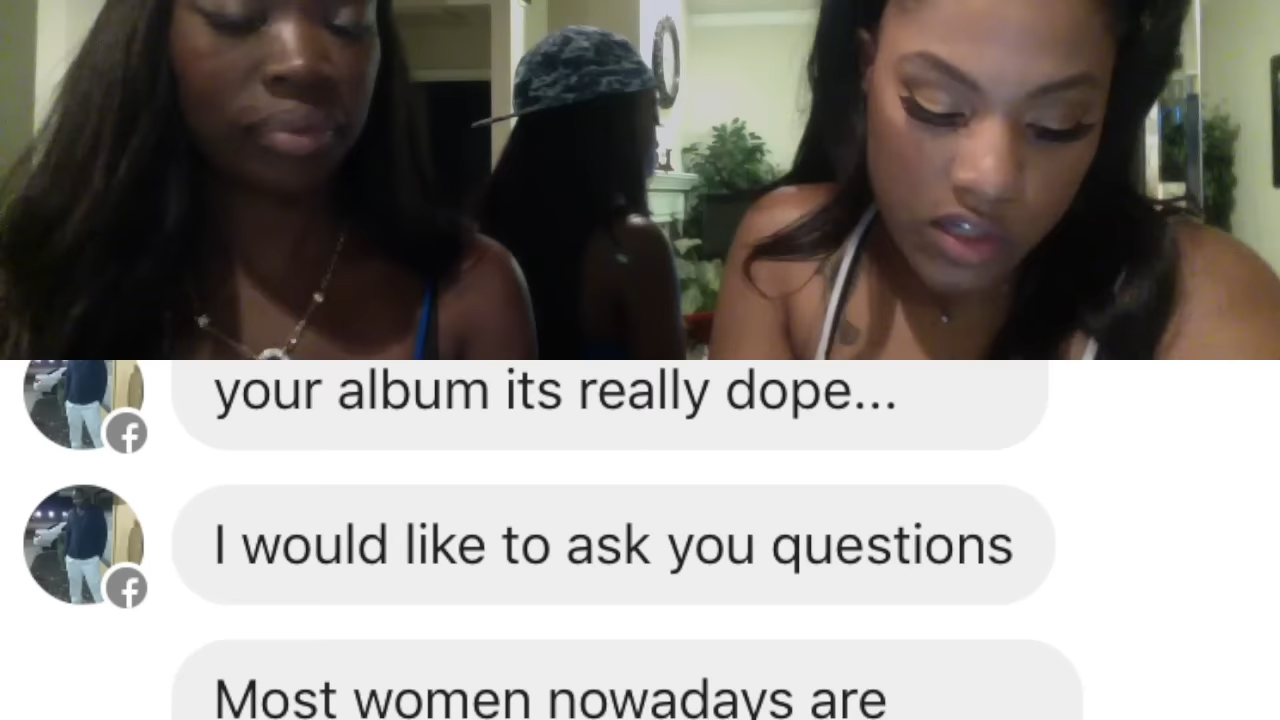 your album its really dope...
I would like to ask you questions
Most women nowadays are